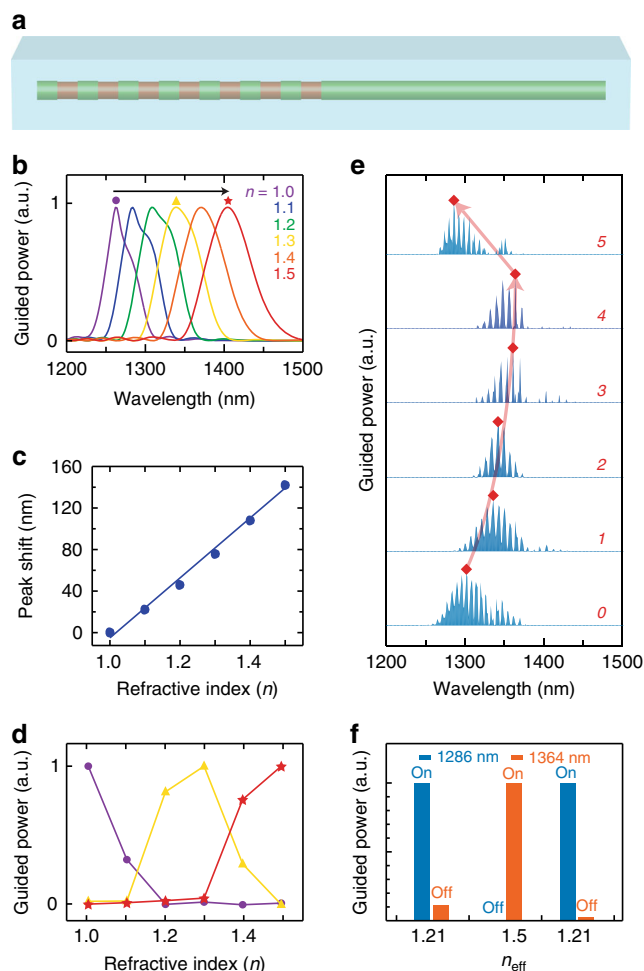 a
b
Guided power (a.u.)
1
0
n = 1.0
1.1
1.2
1.3
1.4
1.5
1200 1300 1400 1500
Wavelength (nm)
c
Peak shift (nm)
160
120
80
40
0
1.0 1.2 1.4
Refractive index (n)
d
Guided power (a.u.)
1
0
1.0 1.2 1.4
Refractive index (n)
e
Guided power (a.u.)
5
4
3
2
1
0
1200 1300 1400 1500
Wavelength (nm)
f
Guided power (a.u.)
1286 nm 1364 nm
On On On
Off Off Off
1.21 1.5 1.21
neff